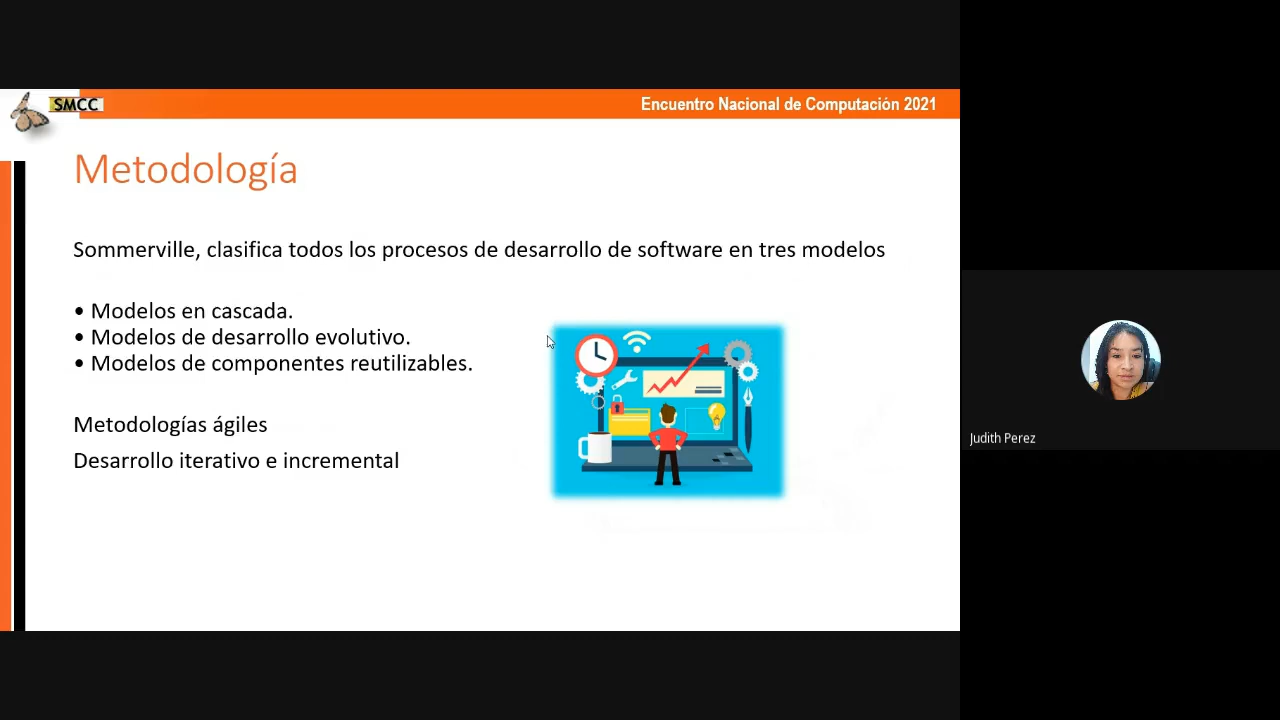 SMCC
Encuentro Nacional de Computación 2021
Metodología
Sommerville, clasifica todos los procesos de desarrollo de software en tres modelos
• Modelos en cascada.
• Modelos de desarrollo evolutivo.
• Modelos de componentes reutilizables.
Metodologías ágiles
Desarrollo iterativo e incremental
Judith Perez